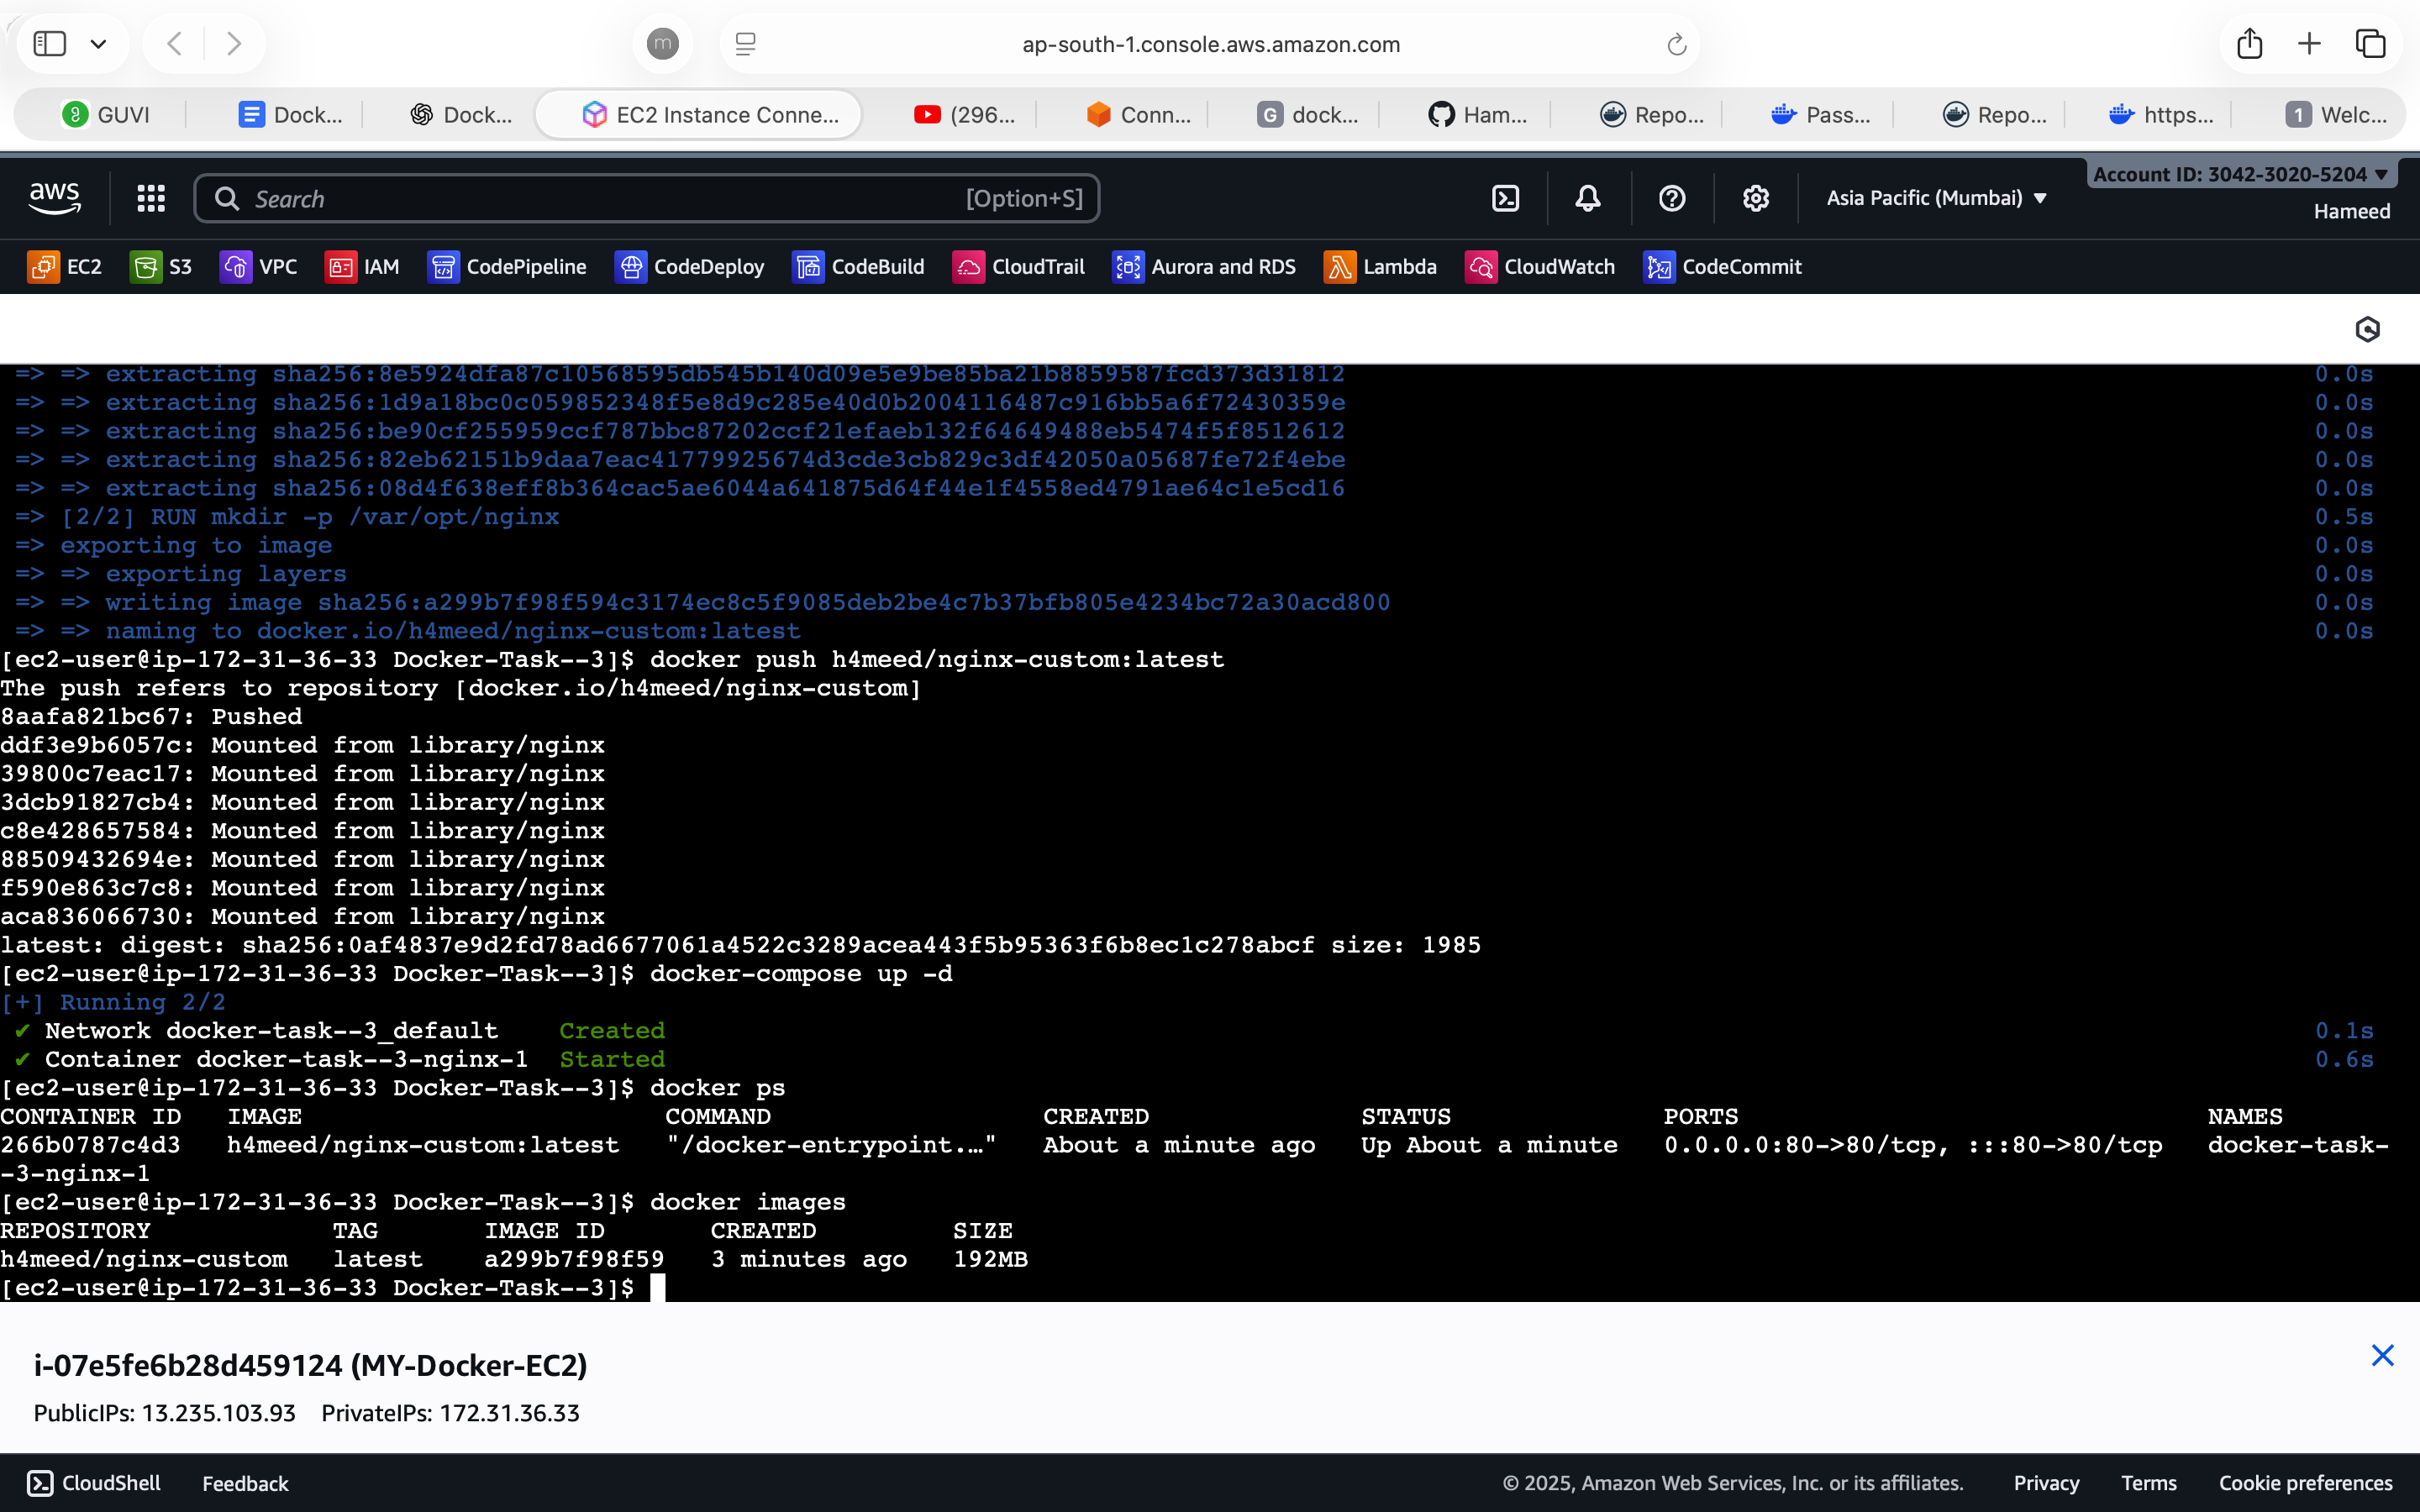 m
ap-south-1.console.aws.amazon.com
GUVI
Dock...
Dock...
EC2 Instance Conne...
(296...
Conn...
G dock...
Ham...
Repo...
Pass...
Repo...
https...
1 Welc...
aws
Search
[Option+S]
Asia Pacific (Mumbai)
Account ID: 3042-3020-5204
Hameed
EC2
S3
VPC
IAM
CodePipeline
CodeDeploy
CodeBuild
CloudTrail
Aurora and RDS
Lambda
CloudWatch
CodeCommit
=> => extracting sha256:8e5924dfa87c10568595db545b140d09e5e9be85ba21b8859587fcd373d31812 0.0s
=> => extracting sha256:1d9a18bc0c059852348f5e8d9c285e40d0b2004116487c916bb5a6f72430359e 0.0s
=> => extracting sha256:be90cf255959ccf787bbc87202ccf21efaeb132f64649488eb5474f5f8512612 0.0s
=> => extracting sha256:82eb62151b9daa7eac41779925674d3cde3cb829c3df42050a05687fe72f4ebe 0.0s
=> => extracting sha256:08d4f638eff8b364cac5ae6044a641875d64f44e1f4558ed4791ae64c1e5cd16 0.0s
=> [2/2] RUN mkdir -p /var/opt/nginx 0.5s
=> exporting to image 0.0s
=> => exporting layers 0.0s
=> => writing image sha256:a299b7f98f594c3174ec8c5f9085deb2be4c7b37bfb805e4234bc72a30acd800 0.0s
=> => naming to docker.io/h4meed/nginx-custom:latest 0.0s
[ec2-user@ip-172-31-36-33 Docker-Task--3]$ docker push h4meed/nginx-custom:latest
The push refers to repository [docker.io/h4meed/nginx-custom]
8aafa821bc67: Pushed
ddf3e9b6057c: Mounted from library/nginx
39800c7eac17: Mounted from library/nginx
3dcb91827cb4: Mounted from library/nginx
c8e428657584: Mounted from library/nginx
88509432694e: Mounted from library/nginx
f590e863c7c8: Mounted from library/nginx
aca836066730: Mounted from library/nginx
latest: digest: sha256:0af4837e9d2fd78ad6677061a4522c3289acea443f5b95363f6b8ec1c278abcf size: 1985
[ec2-user@ip-172-31-36-33 Docker-Task--3]$ docker-compose up -d
[+] Running 2/2
✔ Network docker-task--3_default Created 0.1s
✔ Container docker-task--3-nginx-1 Started 0.6s
[ec2-user@ip-172-31-36-33 Docker-Task--3]$ docker ps
CONTAINER ID IMAGE COMMAND CREATED STATUS PORTS NAMES
266b0787c4d3 h4meed/nginx-custom:latest "/docker-entrypoint.…" About a minute ago Up About a minute 0.0.0.0:80->80/tcp, :::80->80/tcp docker-task-
-3-nginx-1
[ec2-user@ip-172-31-36-33 Docker-Task--3]$ docker images
REPOSITORY TAG IMAGE ID CREATED SIZE
h4meed/nginx-custom latest a299b7f98f59 3 minutes ago 192MB
[ec2-user@ip-172-31-36-33 Docker-Task--3]$
i-07e5fe6b28d459124 (MY-Docker-EC2)
PublicIPs: 13.235.103.93 PrivateIPs: 172.31.36.33
CloudShell
Feedback
© 2025, Amazon Web Services, Inc. or its affiliates.
Privacy
Terms
Cookie preferences